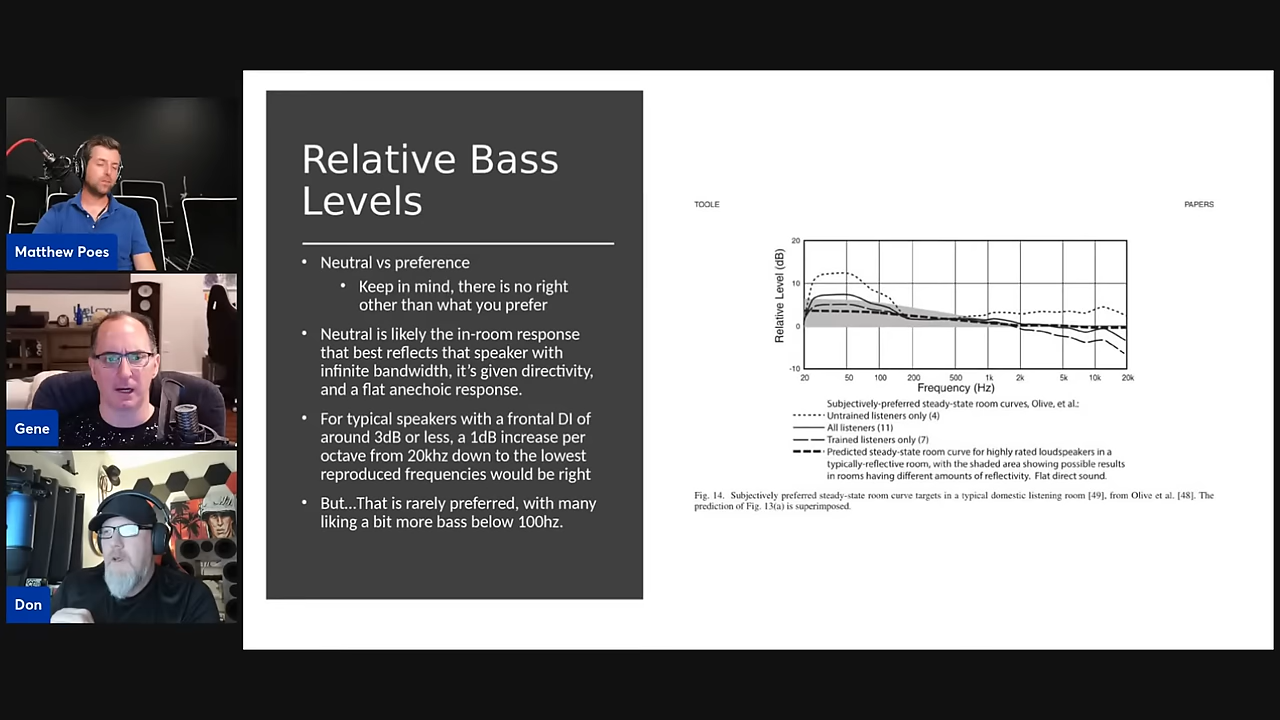 Matthew Poes
Gene
Don
Relative Bass
Levels
• Neutral vs preference
• Keep in mind, there is no right
other than what you prefer
• Neutral is likely the in-room response
that best reflects that speaker with
infinite bandwidth, it's given directivity,
and a flat anechoic response.
• For typical speakers with a frontal DI of
around 3dB or less, a 1dB increase per
octave from 20khz down to the lowest
reproduced frequencies would be right
• But...That is rarely preferred, with many
liking a bit more bass below 100hz.
TOOLE PAPERS
Relative Level (dB)
20
10
0
-10
20 50 100 200 500 1k 2k 5k 10k 20k
Frequency (Hz)
Subjectively-preferred steady-state room curves, Olive, et.al.:
Untrained listeners only (4)
All listeners (11)
Trained listeners only (7)
Predicted steady-state room curve for highly rated loudspeakers in a
typically-reflective room, with the shaded area showing possible results
in rooms having different amounts of reflectivity. Flat direct sound.
Fig. 14. Subjectively preferred steady-state room curve targets in a typical domestic listening room [49], from Olive et al. [48]. The
prediction of Fig. 13(a) is superimposed.